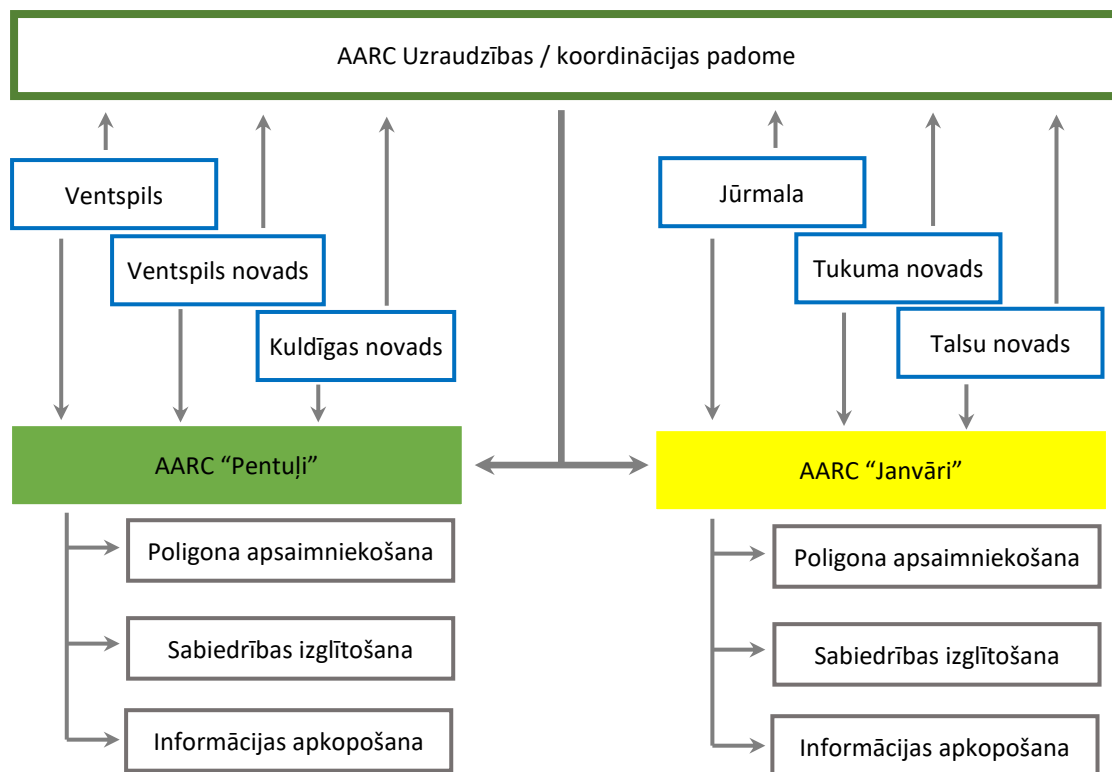 AARC Uzraudzības / koordinācijas padome
Ventspils
Ventspils novads
Kuldīgas novads
Jūrmala
Tukuma novads
Talsu novads
AARC “Pentuļi”
Poligona apsaimniekošana
Sabiedrības izglītošana
Informācijas apkopošana
AARC “Janvāri”
Poligona apsaimniekošana
Sabiedrības izglītošana
Informācijas apkopošana